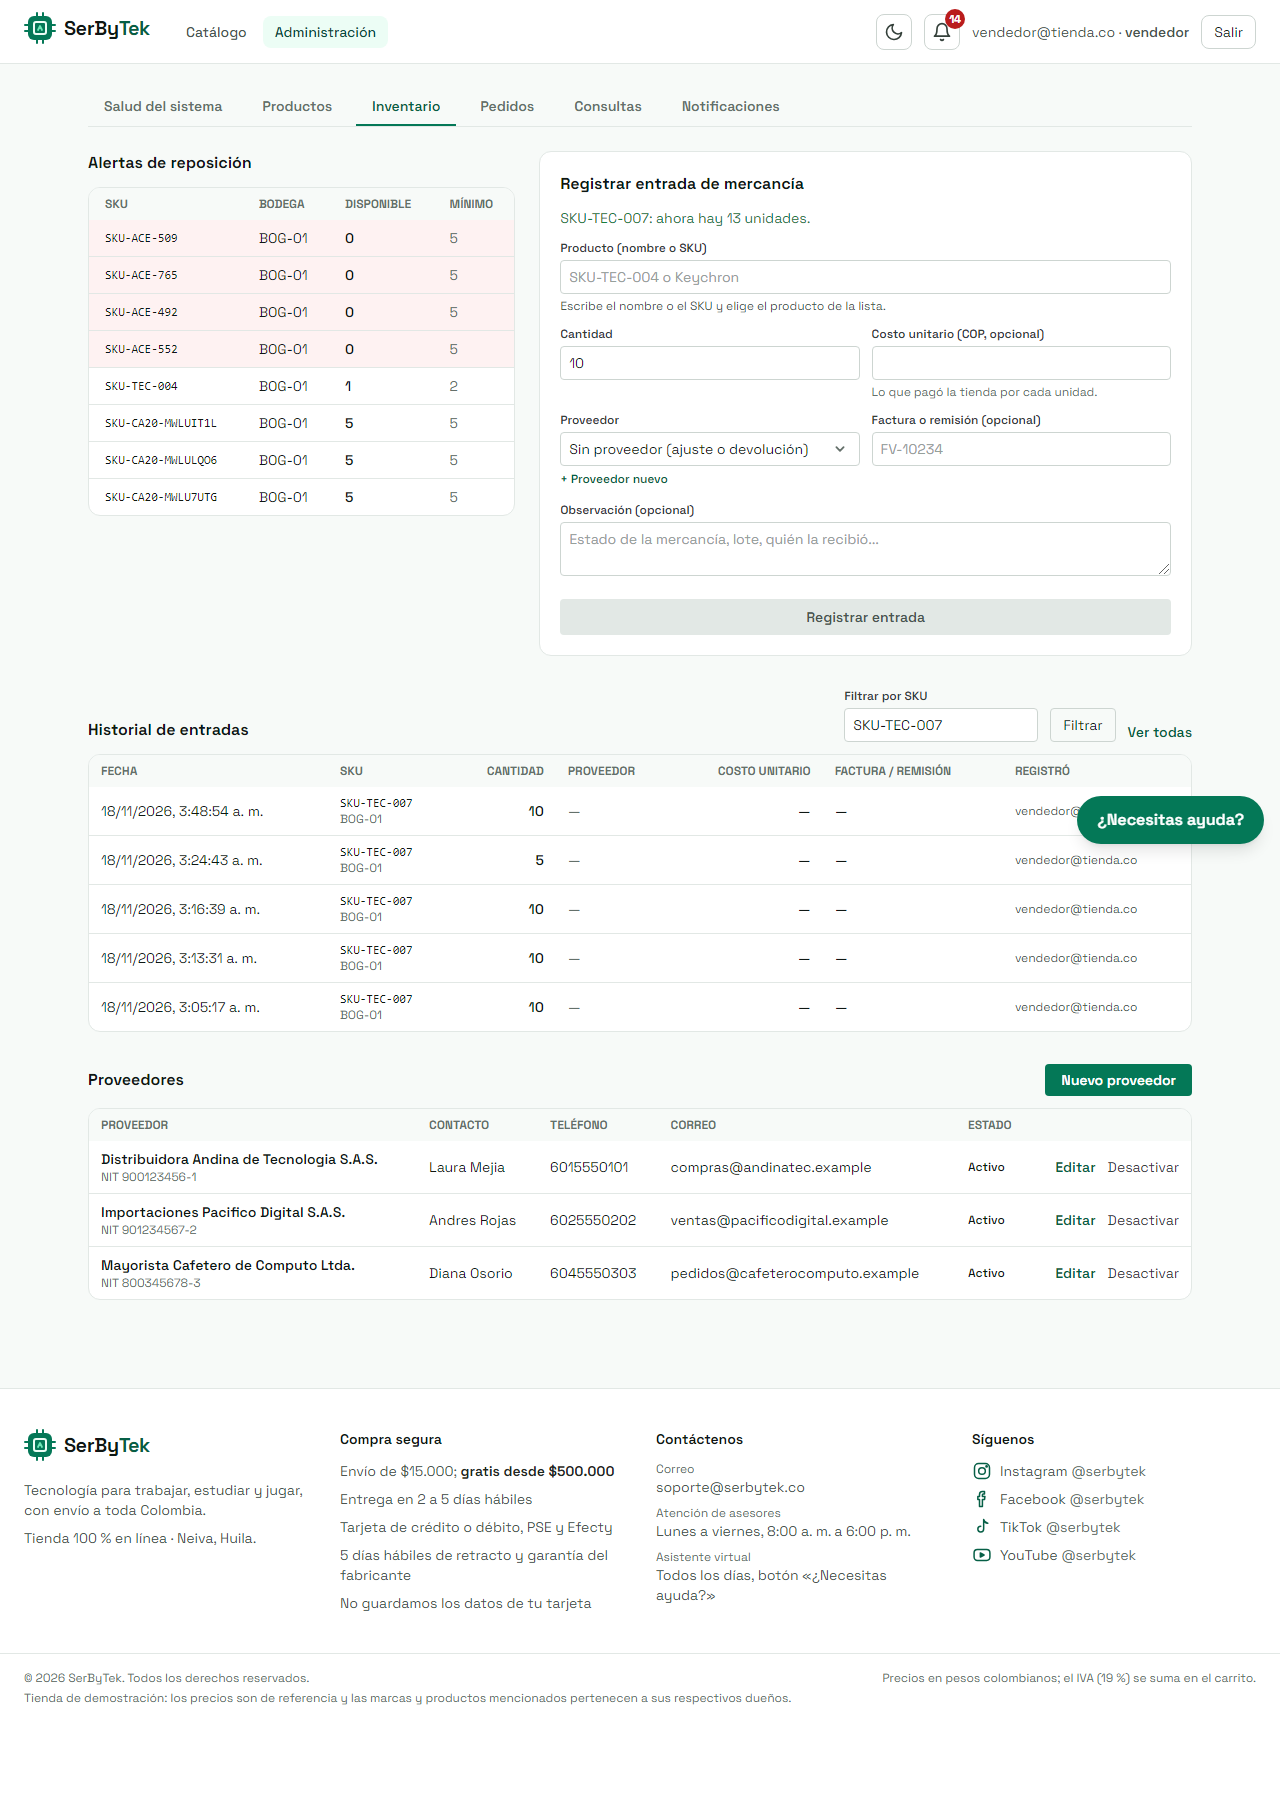 SerByTek
Catálogo
Administración
14
vendedor@tienda.co · vendedor
Salir
Salud del sistema
Productos
Inventario
Pedidos
Consultas
Notificaciones
Alertas de reposición
SKU BODEGA DISPONIBLE MÍNIMO
SKU-ACE-509 BOG-01 0 5
SKU-ACE-765 BOG-01 0 5
SKU-ACE-492 BOG-01 0 5
SKU-ACE-552 BOG-01 0 5
SKU-TEC-004 BOG-01 1 2
SKU-CA20-MWLUIT1L BOG-01 5 5
SKU-CA20-MWLULQO6 BOG-01 5 5
SKU-CA20-MWLU7UTG BOG-01 5 5
Registrar entrada de mercancía
SKU-TEC-007: ahora hay 13 unidades.
Producto (nombre o SKU)
SKU-TEC-004 o Keychron
Escribe el nombre o el SKU y elige el producto de la lista.
Cantidad
10
Costo unitario (COP, opcional)
Lo que pagó la tienda por cada unidad.
Proveedor
Sin proveedor (ajuste o devolución)
+ Proveedor nuevo
Factura o remisión (opcional)
FV-10234
Observación (opcional)
Estado de la mercancía, lote, quién la recibió...
Registrar entrada
Historial de entradas
Filtrar por SKU
SKU-TEC-007
Filtrar
Ver todas
FECHA SKU CANTIDAD PROVEEDOR COSTO UNITARIO FACTURA / REMISIÓN REGISTRÓ
18/11/2026, 3:48:54 a. m. SKU-TEC-007 BOG-01 10 — — — vendedor@
¿Necesitas ayuda?
18/11/2026, 3:24:43 a. m. SKU-TEC-007 BOG-01 5 — — — vendedor@tienda.co
18/11/2026, 3:16:39 a. m. SKU-TEC-007 BOG-01 10 — — — vendedor@tienda.co
18/11/2026, 3:13:31 a. m. SKU-TEC-007 BOG-01 10 — — — vendedor@tienda.co
18/11/2026, 3:05:17 a. m. SKU-TEC-007 BOG-01 10 — — — vendedor@tienda.co
Proveedores
Nuevo proveedor
PROVEEDOR CONTACTO TELÉFONO CORREO ESTADO
Distribuidora Andina de Tecnologia S.A.S. Laura Mejia 6015550101 compras@andinatec.example Activo Editar Desactivar
NIT 900123456-1
Importaciones Pacifico Digital S.A.S. Andres Rojas 6025550202 ventas@pacificodigital.example Activo Editar Desactivar
NIT 901234567-2
Mayorista Cafetero de Computo Ltda. Diana Osorio 6045550303 pedidos@cafeterocomputo.example Activo Editar Desactivar
NIT 800345678-3
SerByTek
Tecnología para trabajar, estudiar y jugar,
con envío a toda Colombia.
Tienda 100 % en línea · Neiva, Huila.
Compra segura
Envío de $15.000; gratis desde $500.000
Entrega en 2 a 5 días hábiles
Tarjeta de crédito o débito, PSE y Efecty
5 días hábiles de retracto y garantía del
fabricante
No guardamos los datos de tu tarjeta
Contáctenos
Correo
soporte@serbytek.co
Atención de asesores
Lunes a viernes, 8:00 a. m. a 6:00 p. m.
Asistente virtual
Todos los días, botón «¿Necesitas
ayuda?»
Síguenos
Instagram @serbytek
Facebook @serbytek
TikTok @serbytek
YouTube @serbytek
© 2026 SerByTek. Todos los derechos reservados.
Precios en pesos colombianos; el IVA (19 %) se suma en el carrito.
Tienda de demostración: los precios son de referencia y las marcas y productos mencionados pertenecen a sus respectivos dueños.